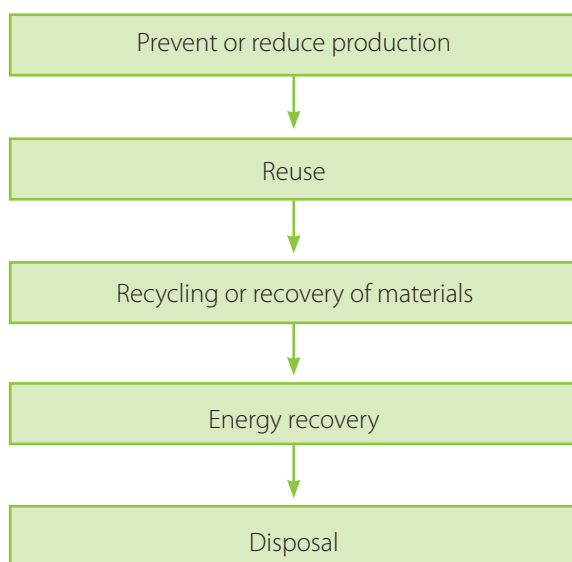 Prevent or reduce production
Reuse
Recycling or recovery of materials
Energy recovery
Disposal